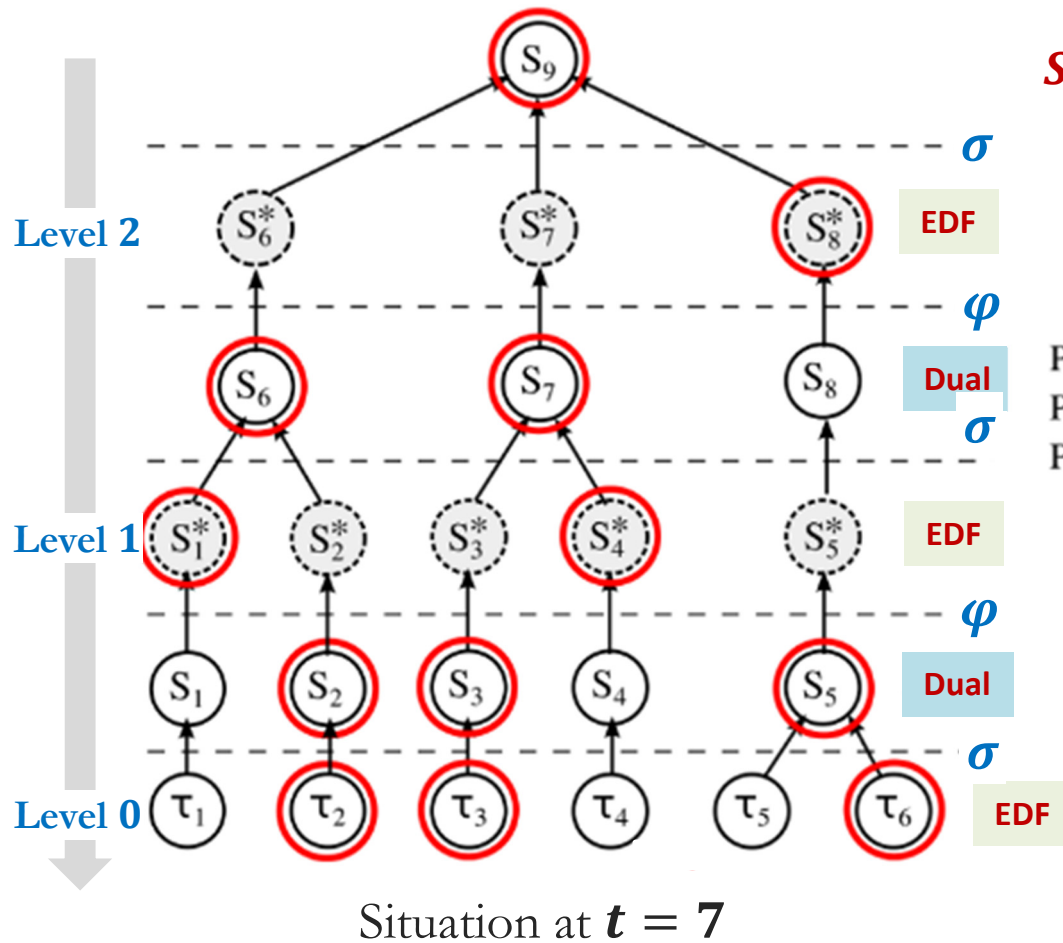 S₉
S
σ
Level 2
S₆*
S₇*
S₈*
EDF
φ
S₆
S₇
S₈
Dual
P
σ
P
P
Level 1
S₁*
S₂*
S₃*
S₄*
S₅*
EDF
φ
S₁
S₂
S₃
S₄
S₅
Dual
σ
Level 0
τ₁
τ₂
τ₃
τ₄
τ₅
τ₆
EDF
Situation at t = 7